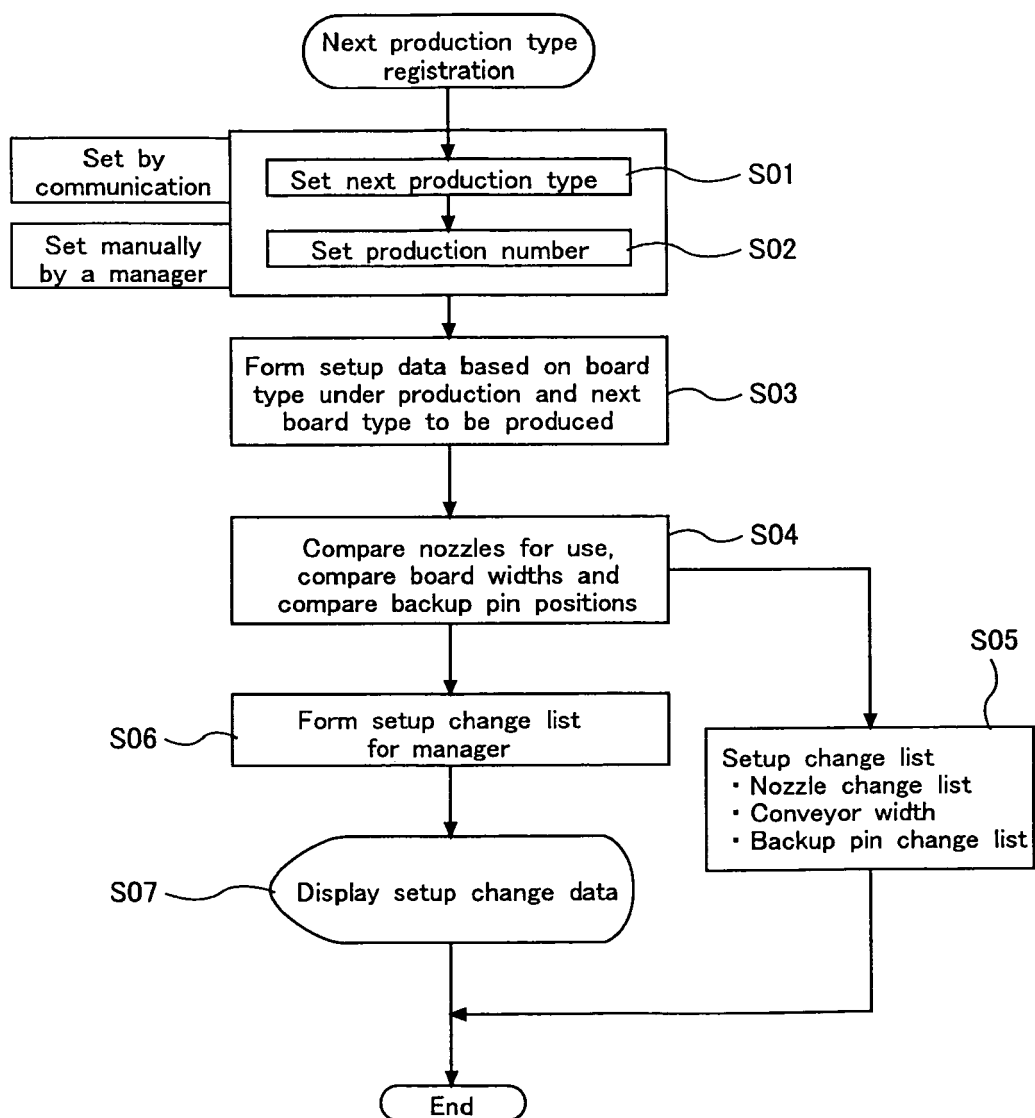 Next production type
registration
Set by
communication
Set next production type
S01
Set manually
by a manager
Set production number
S02
Form setup data based on board
type under production and next
board type to be produced
S03
Compare nozzles for use,
compare board widths and
compare backup pin positions
S04
S05
Setup change list
・Nozzle change list
・Conveyor width
・Backup pin change list
S06
Form setup change list
for manager
S07
Display setup change data
End